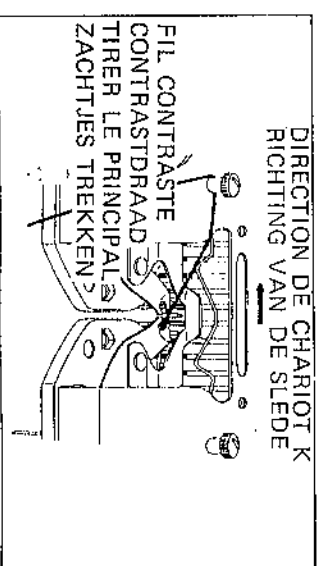 DIRECTION DE CHARIOT K
RICHTING VAN DE SLEDE
FIL CONTRASTE
CONTRASTDRAAD
TIRER LE PRINCIPAL
ZACHTJES TREKKEN